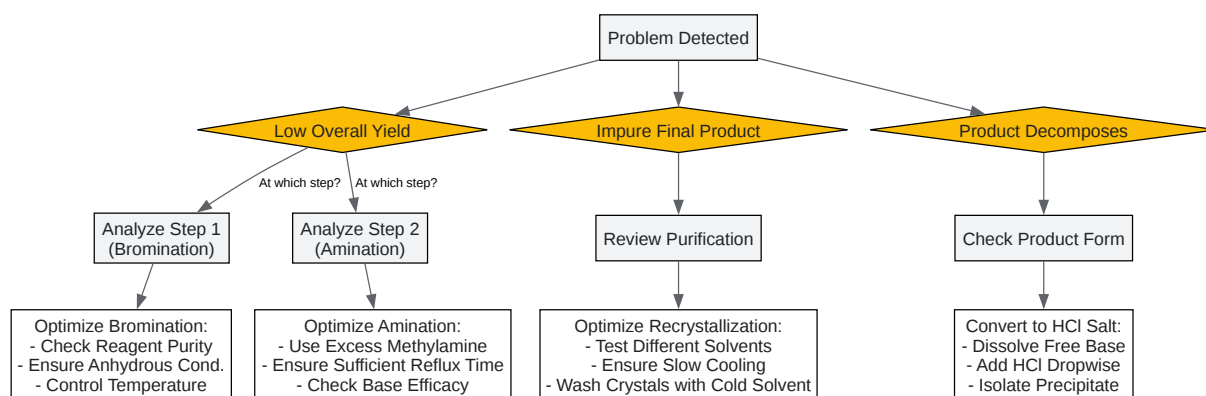 Problem Detected
Low Overall Yield
Impure Final Product
Product Decomposes
At which step?
At which step?
Analyze Step 1
(Bromination)
Analyze Step 2
(Amination)
Review Purification
Check Product Form
Optimize Bromination:
- Check Reagent Purity
- Ensure Anhydrous Cond.
- Control Temperature
Optimize Amination:
- Use Excess Methylamine
- Ensure Sufficient Reflux Time
- Check Base Efficacy
Optimize Recrystallization:
- Test Different Solvents
- Ensure Slow Cooling
- Wash Crystals with Cold Solvent
Convert to HCl Salt:
- Dissolve Free Base
- Add HCl Dropwise
- Isolate Precipitate